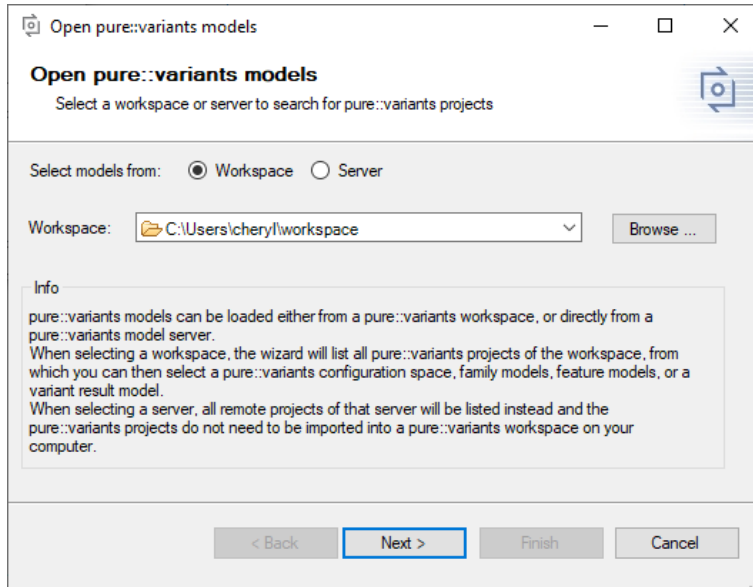 Open pure::variants models
Open pure::variants models
Select a workspace or server to search for pure::variants projects
Select models from: Workspace Server
Workspace: C:\Users\cheryl\workspace Browse ...
Info
pure::variants models can be loaded either from a pure::variants workspace, or directly from a
pure::variants model server.
When selecting a workspace, the wizard will list all pure::variants projects of the workspace, from
which you can then select a pure::variants configuration space, family models, feature models, or a
variant result model.
When selecting a server, all remote projects of that server will be listed instead and the
pure::variants projects do not need to be imported into a pure::variants workspace on your
computer.
< Back Next > Finish Cancel